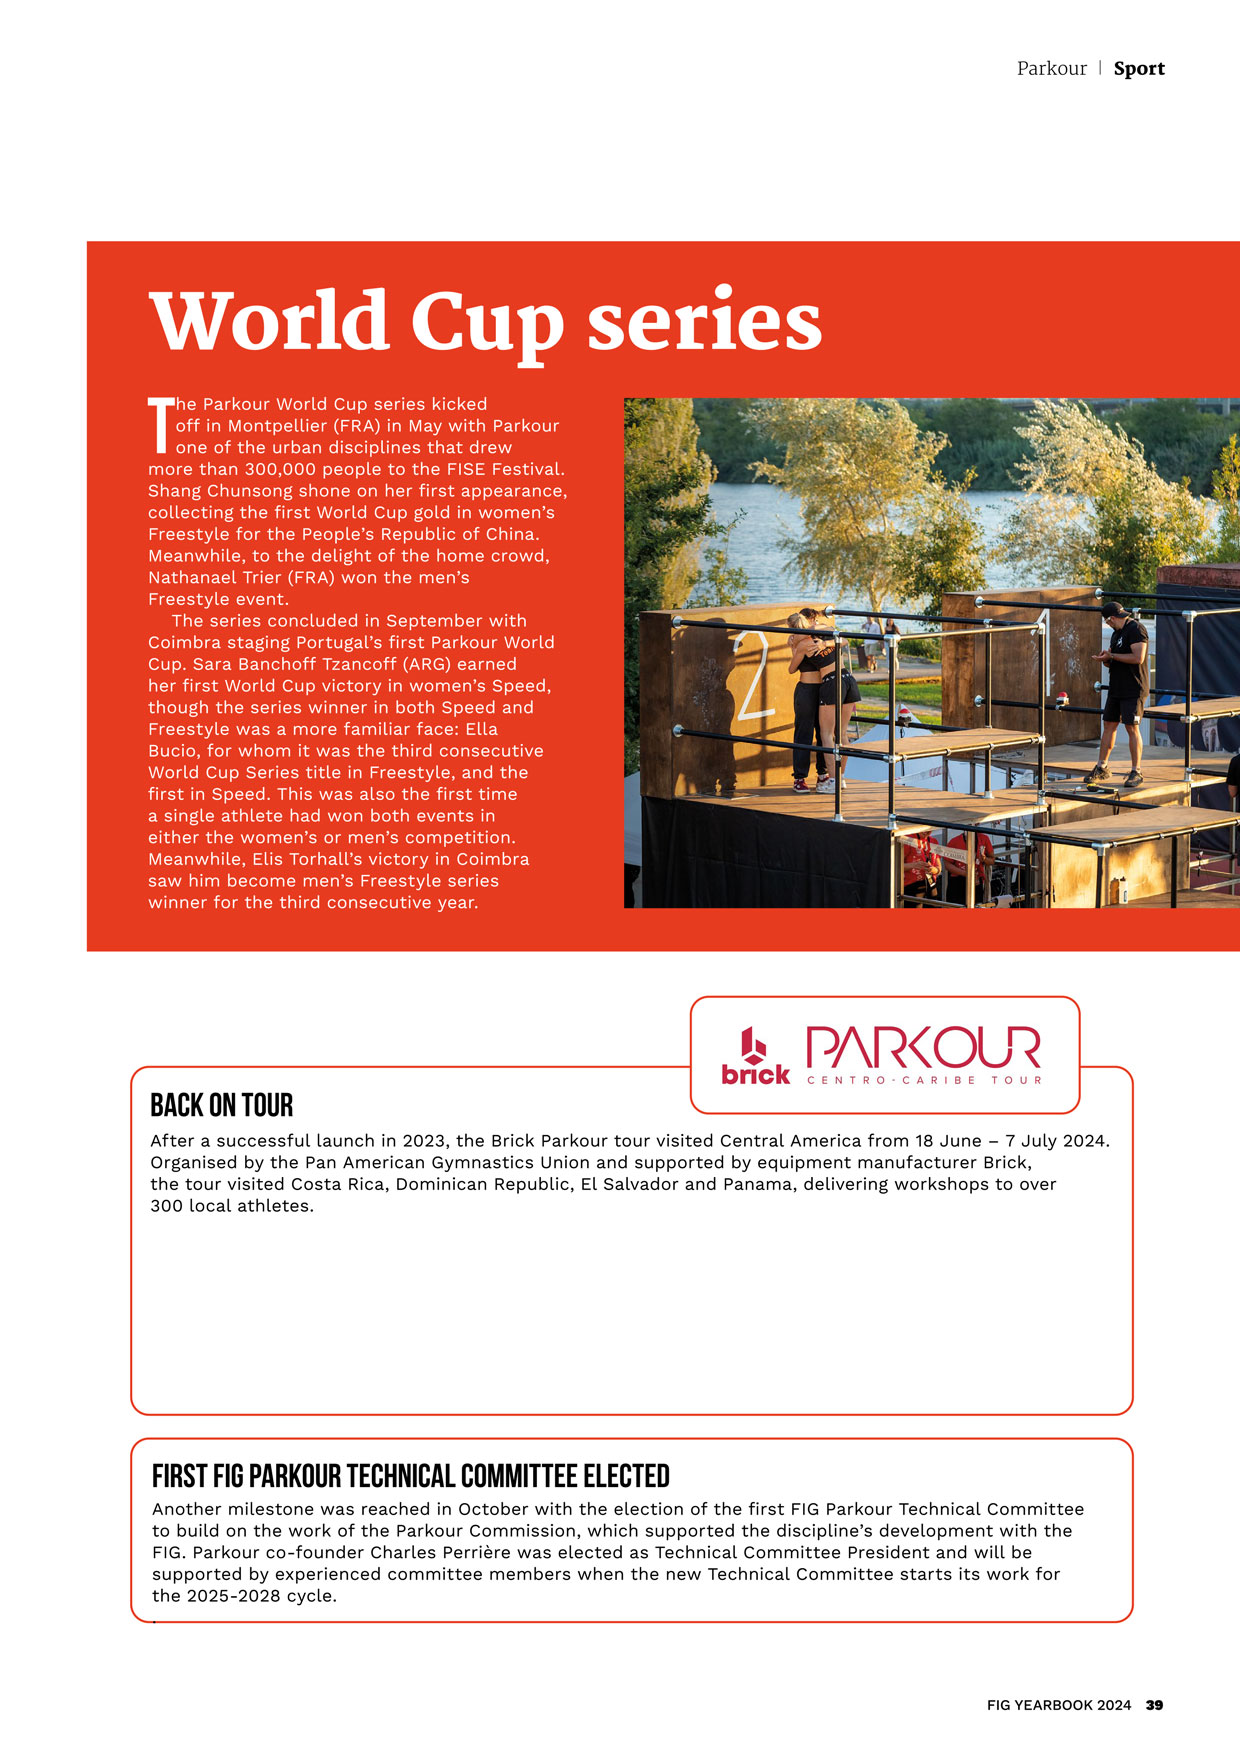 Parkour | Sport
World Cup series
The Parkour World Cup series kicked
off in Montpellier (FRA) in May with Parkour
one of the urban disciplines that drew
more than 300,000 people to the FISE Festival.
Shang Chunsong shone on her first appearance,
collecting the first World Cup gold in women’s
Freestyle for the People’s Republic of China.
Meanwhile, to the delight of the home crowd,
Nathanael Trier (FRA) won the men’s
Freestyle event.
The series concluded in September with
Coimbra staging Portugal’s first Parkour World
Cup. Sara Banchoff Tzancoff (ARG) earned
her first World Cup victory in women’s Speed,
though the series winner in both Speed and
Freestyle was a more familiar face: Ella
Bucio, for whom it was the third consecutive
World Cup Series title in Freestyle, and the
first in Speed. This was also the first time
a single athlete had won both events in
either the women’s or men’s competition.
Meanwhile, Elis Torhall’s victory in Coimbra
saw him become men’s Freestyle series
winner for the third consecutive year.
2
1
brick
PARKOUR
CENTRO-CARIBE TOUR
BACK ON TOUR
After a successful launch in 2023, the Brick Parkour tour visited Central America from 18 June – 7 July 2024.
Organised by the Pan American Gymnastics Union and supported by equipment manufacturer Brick,
the tour visited Costa Rica, Dominican Republic, El Salvador and Panama, delivering workshops to over
300 local athletes.
FIRST FIG PARKOUR TECHNICAL COMMITTEE ELECTED
Another milestone was reached in October with the election of the first FIG Parkour Technical Committee
to build on the work of the Parkour Commission, which supported the discipline’s development with the
FIG. Parkour co-founder Charles Perrière was elected as Technical Committee President and will be
supported by experienced committee members when the new Technical Committee starts its work for
the 2025-2028 cycle.
.
FIG YEARBOOK 2024 39